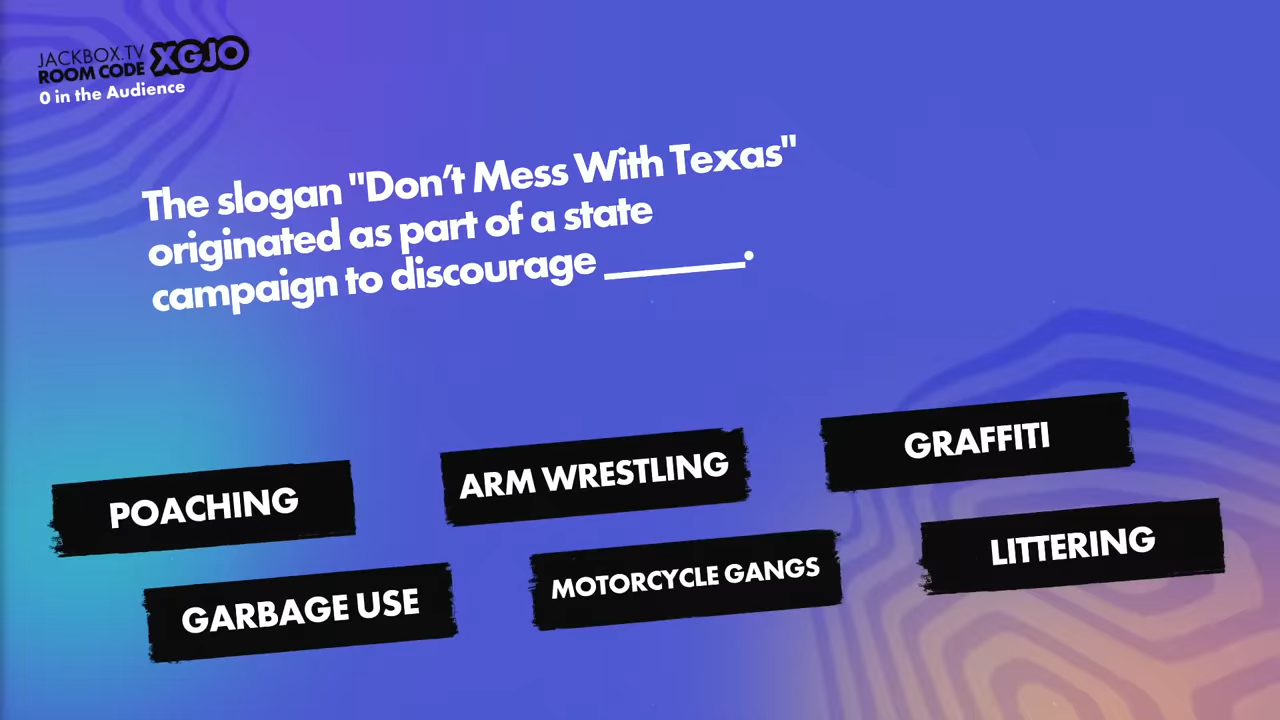 JACKBOX.TV
ROOM CODE
XGJO
0 in the Audience
The slogan "Don't Mess With Texas"
originated as part of a state
campaign to discourage ______.
POACHING
ARM WRESTLING
GRAFFITI
GARBAGE USE
MOTORCYCLE GANGS
LITTERING